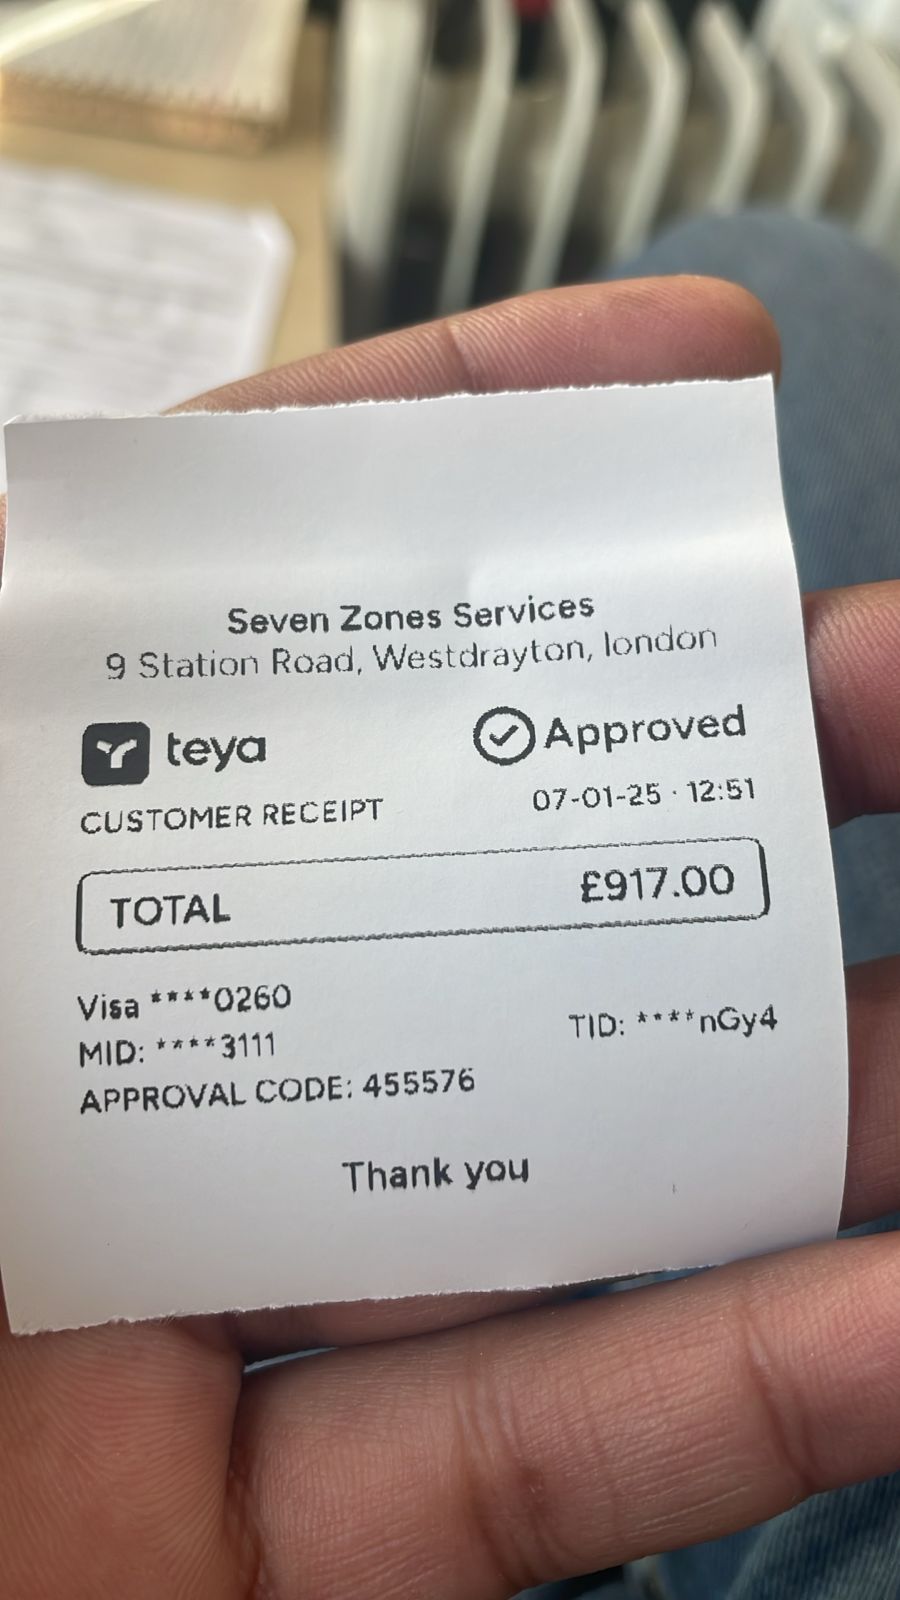 Seven Zones Services
9 Station Road, Westdrayton, london
teya
Approved
CUSTOMER RECEIPT
07-01-25 · 12:51
TOTAL £917.00
Visa ****0260
MID: ****3111
TID: ****nGy4
APPROVAL CODE: 455576
Thank you